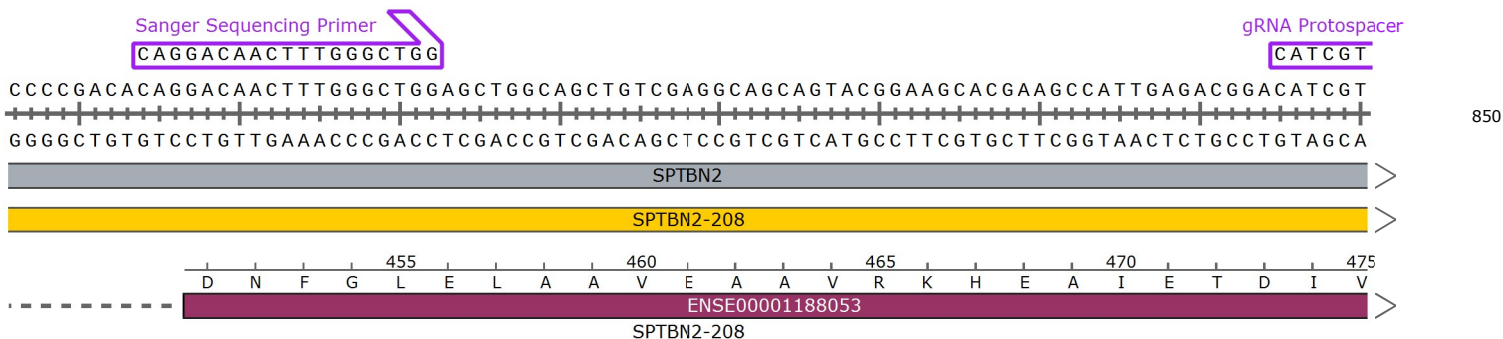 Sanger Sequencing Primer
gRNA Protospacer
CAGGACAACTTTGGGCTGG
CATCGT
CCCCGACACAGGACAACTTTGGGCTGGAGCTGGCAGCTGTCGAGGCAGCAGTACGGAAGCACGAAGCCATTGAGACGGACATCGT
850
GGGGCTGTGTCCTGTTGAAACCCGACCTCGACCGTCGACAGCTCCGTCGTCATGCCTTCGTGCTTCGGTAACTCTGCCTGTAGCA
SPTBN2
SPTBN2-208
455 460 465 470 475
D N F G L E L A A V E A A V R K H E A I E T D I V
ENSE00001188053
SPTBN2-208